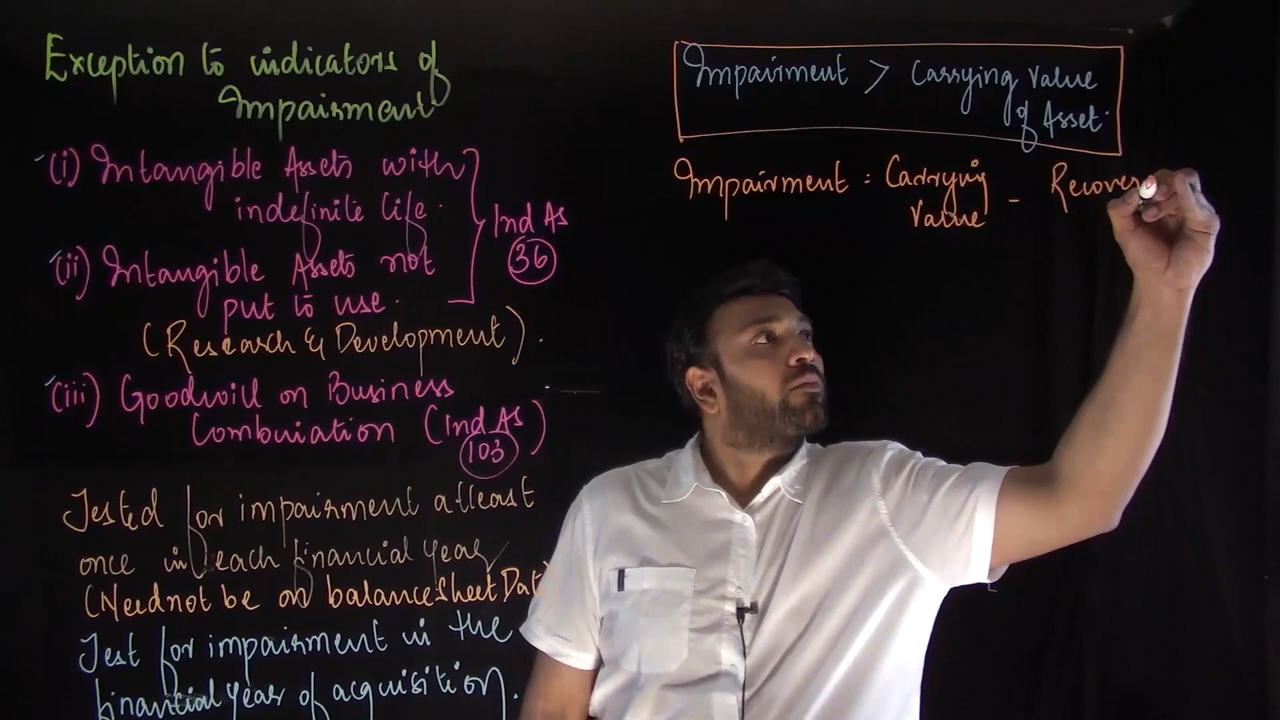 Exception to indicators of
Impairment
(i) Intangible Assets with
indefinite life.
(ii) Intangible Assets not
put to use.
Ind As
36
(Research & Development).
(iii) Goodwill on Business
Combination (Ind As
103)
Tested for impairment atleast
once in each financial year
(Need not be on balance sheet Dat
Test for impairment in the
financial year of acquisition.
Impairment > Carrying value
of Asset.
Impairment = Carrying
Value - Recover